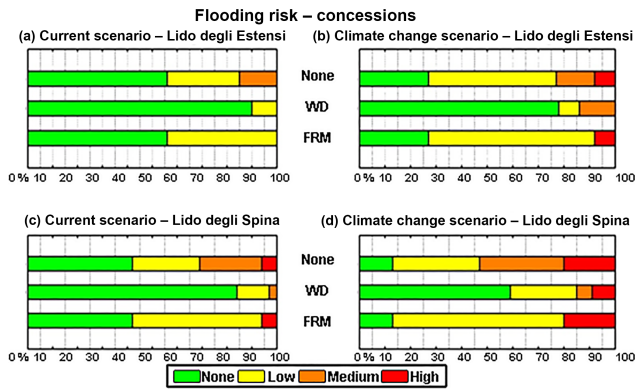 Flooding risk – concessions
(a) Current scenario – Lido degli Estensi
(b) Climate change scenario – Lido degli Estensi
None
WD
FRM
0 % 10 20 30 40 50 60 70 80 90 100
0 % 10 20 30 40 50 60 70 80 90 100
(c) Current scenario – Lido degli Spina
(d) Climate change scenario – Lido degli Spina
None
WD
FRM
0 % 10 20 30 40 50 60 70 80 90 100
0 % 10 20 30 40 50 60 70 80 90 100
None Low Medium High